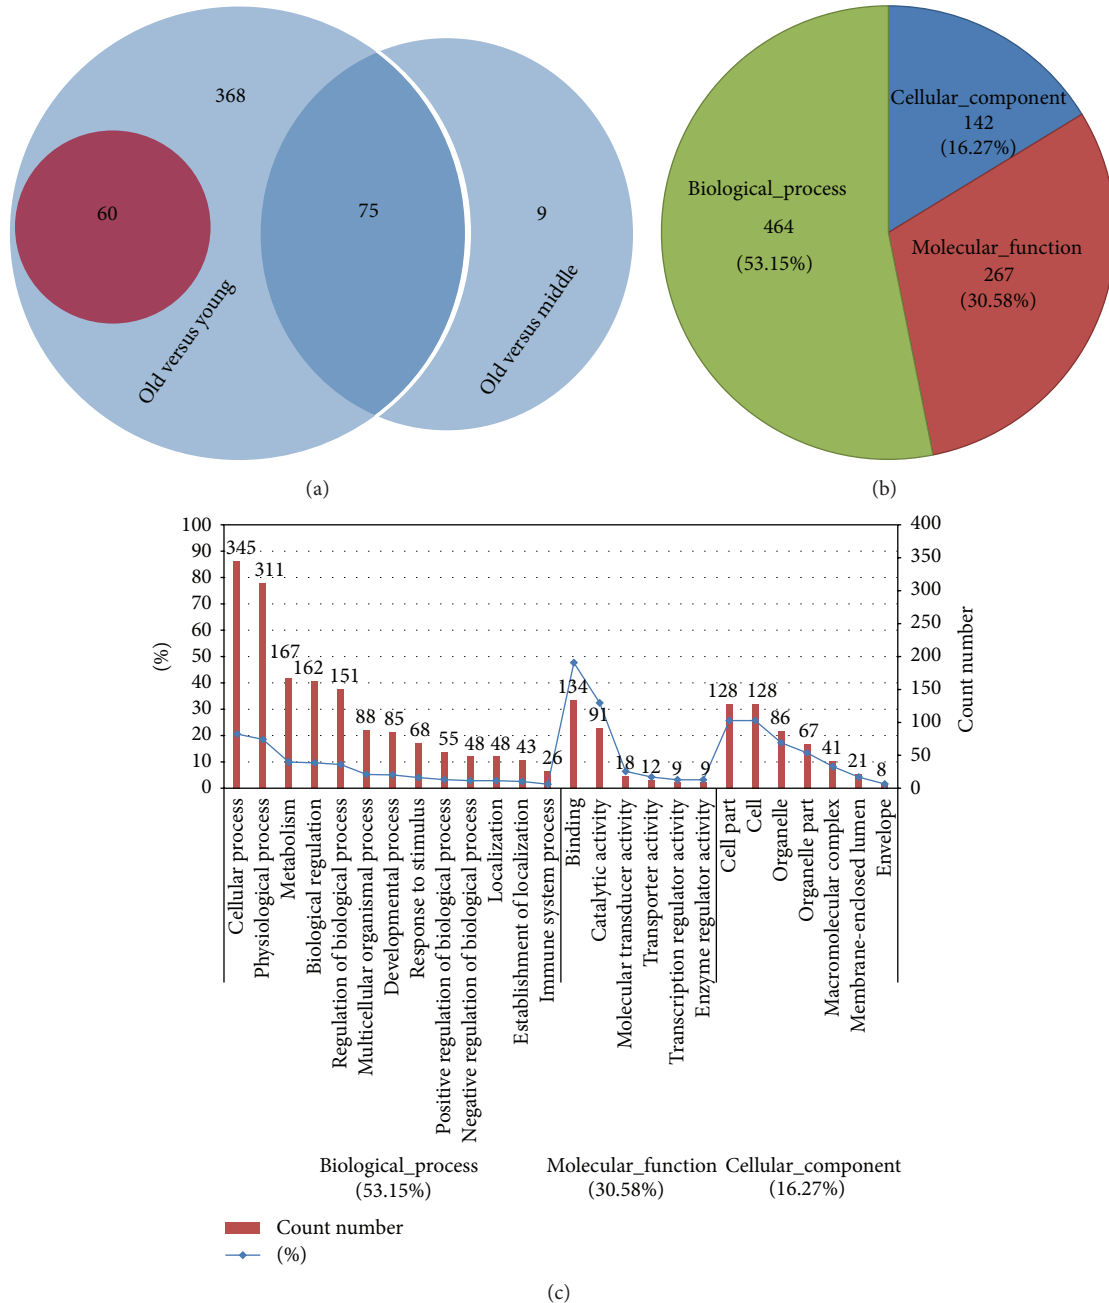 368
60
75
9
Old versus young
Old versus middle
(a)
Cellular_component
142
(16.27%)
Biological_process
464
(53.15%)
Molecular_function
267
(30.58%)
(b)
100
90
80
70
60
50
40
30
20
10
0
(%)
400
350
300
250
200
150
100
50
0
Count number
345
311
167
162
151
88
85
68
55
48
48
43
26
134
91
18
12
9
9
128
128
86
67
41
21
8
Cellular process
Physiological process
Metabolism
Biological regulation
Regulation of biological process
Multicellular organismal process
Developmental process
Response to stimulus
Positive regulation of biological process
Negative regulation of biological process
Localization
Establishment of localization
Immune system process
Binding
Catalytic activity
Molecular transducer activity
Transporter activity
Transcription regulator activity
Enzyme regulator activity
Cell part
Cell
Organelle
Organelle part
Macromolecular complex
Membrane-enclosed lumen
Envelope
Biological_process
(53.15%)
Molecular_function
(30.58%)
Cellular_component
(16.27%)
Count number
(%)
(c)